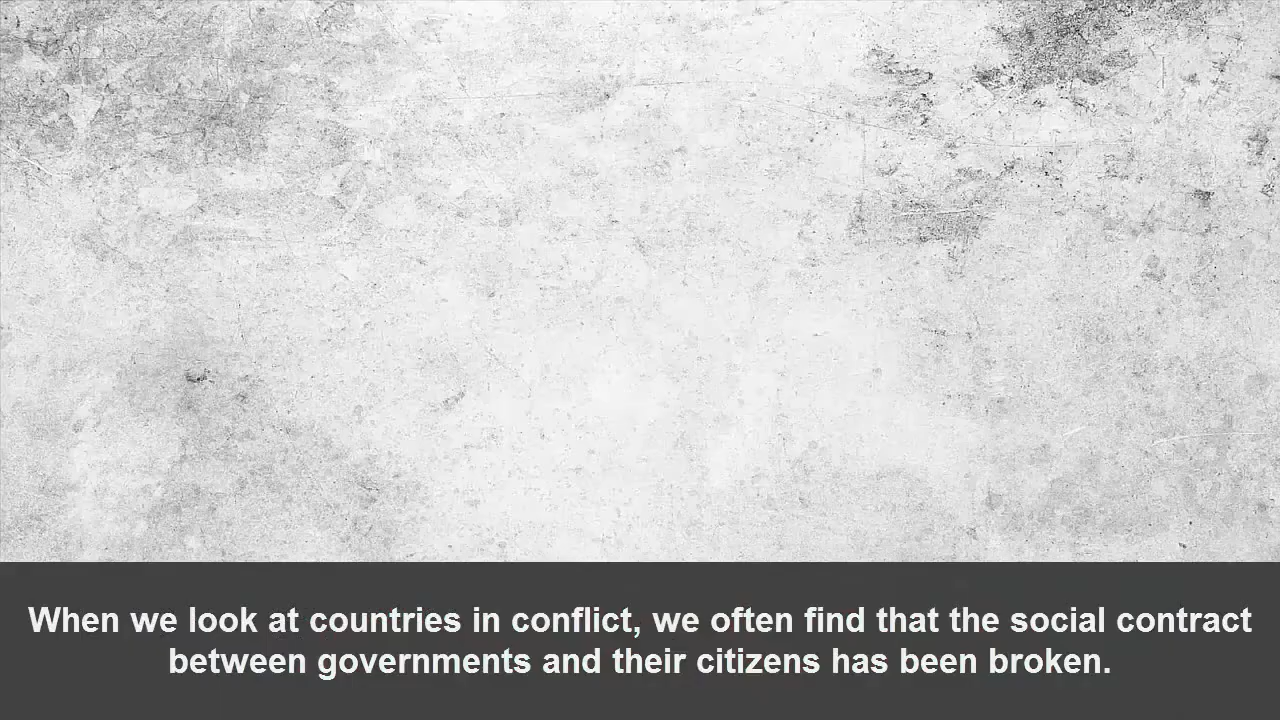 When we look at countries in conflict, we often find that the social contract
between governments and their citizens has been broken.